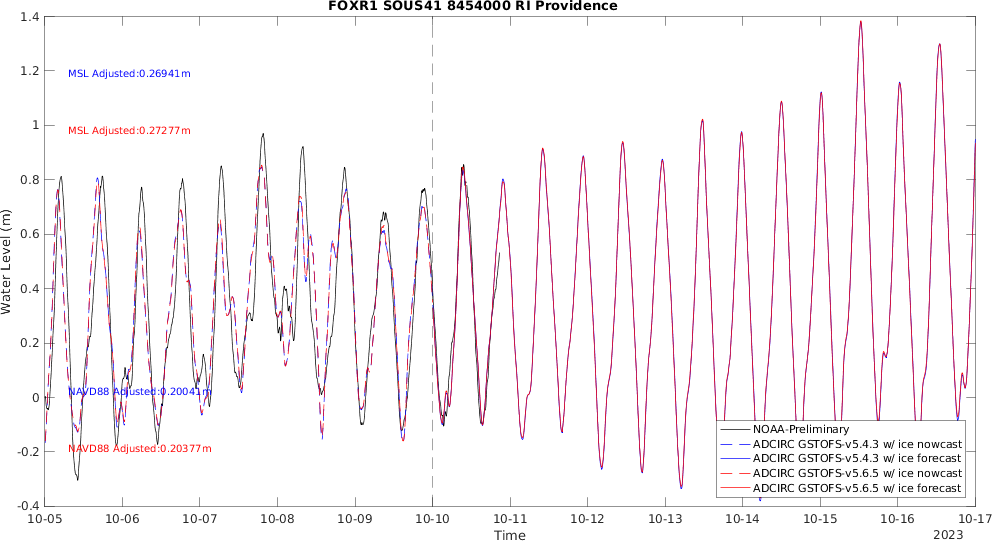 FOXR1 SOUS41 8454000 RI Providence
1.4
1.2
1
0.8
0.6
0.4
0.2
0
-0.2
-0.4
Water Level (m)
MSL Adjusted:0.26941m
MSL Adjusted:0.27277m
NAVD88 Adjusted:0.20041m
NAVD88 Adjusted:0.20377m
NOAA-Preliminary
ADCIRC GSTOFS-v5.4.3 w/ ice nowcast
ADCIRC GSTOFS-v5.4.3 w/ ice forecast
ADCIRC GSTOFS-v5.6.5 w/ ice nowcast
ADCIRC GSTOFS-v5.6.5 w/ ice forecast
10-05 10-06 10-07 10-08 10-09 10-10 10-11 10-12 10-13 10-14 10-15 10-16 10-17
Time
2023